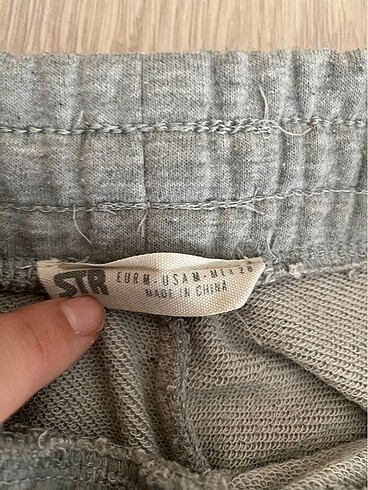 STR
EUR M - USA M - MEX 28
MADE IN CHINA